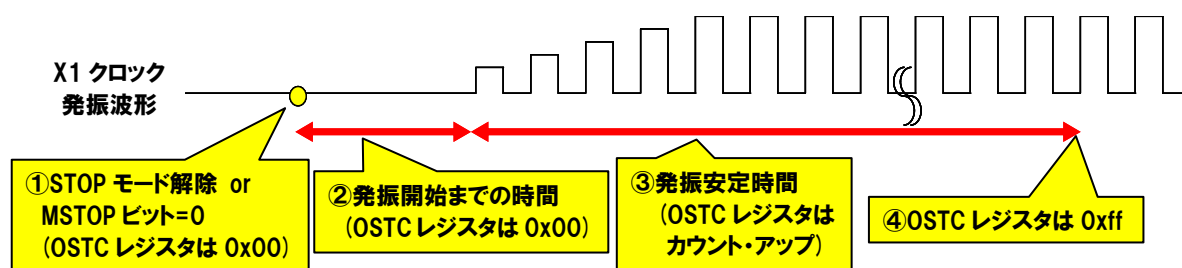 X1 クロック
発振波形
①STOP モード解除 or
MSTOP ビット=0
(OSTC レジスタは 0x00)
②発振開始までの時間
(OSTC レジスタは 0x00)
③発振安定時間
(OSTC レジスタは
カウント・アップ)
④OSTC レジスタは 0xff